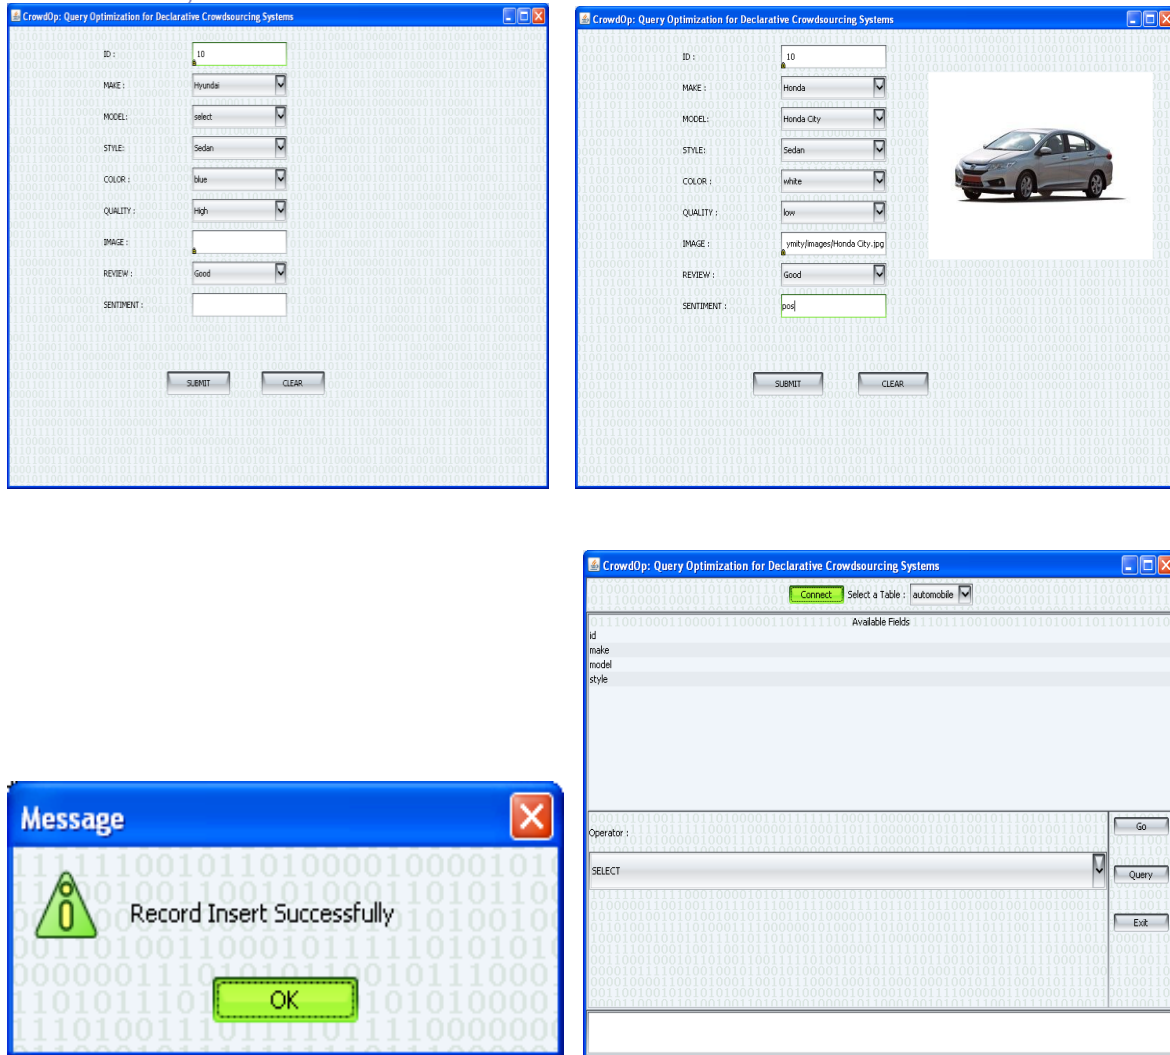 CrowdOp: Query Optimization for Declarative Crowdsourcing Systems
ID : 10
MAKE : Hyundai
MODEL: select
STYLE: Sedan
COLOR : blue
QUALITY : High
IMAGE :
REVIEW : Good
SENTIMENT :
SUBMIT CLEAR
CrowdOp: Query Optimization for Declarative Crowdsourcing Systems
ID : 10
MAKE : Honda
MODEL: Honda City
STYLE: Sedan
COLOR : white
QUALITY : low
IMAGE : ymity/images/Honda City.jpg
REVIEW : Good
SENTIMENT : pos
SUBMIT CLEAR
Message
Record Insert Successfully
OK
CrowdOp: Query Optimization for Declarative Crowdsourcing Systems
Connect Select a Table : automobile
Available Fields
id
make
model
style
Operator :
SELECT
Go
Query
Exit